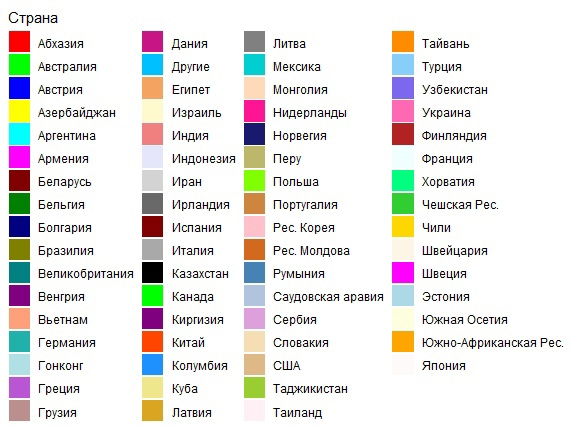 Страна
Абхазия
Австралия
Австрия
Азербайджан
Аргентина
Армения
Беларусь
Бельгия
Болгария
Бразилия
Великобритания
Венгрия
Вьетнам
Германия
Гонконг
Греция
Грузия
Дания
Другие
Египет
Израиль
Индия
Индонезия
Иран
Ирландия
Испания
Италия
Казахстан
Канада
Киргизия
Китай
Колумбия
Куба
Латвия
Литва
Мексика
Монголия
Нидерланды
Норвегия
Перу
Польша
Португалия
Рес. Корея
Рес. Молдова
Румыния
Саудовская аравия
Сербия
Словакия
США
Таджикистан
Таиланд
Тайвань
Турция
Узбекистан
Украина
Финляндия
Франция
Хорватия
Чешская Рес.
Чили
Швейцария
Швеция
Эстония
Южная Осетия
Южно-Африканская Рес.
Япония